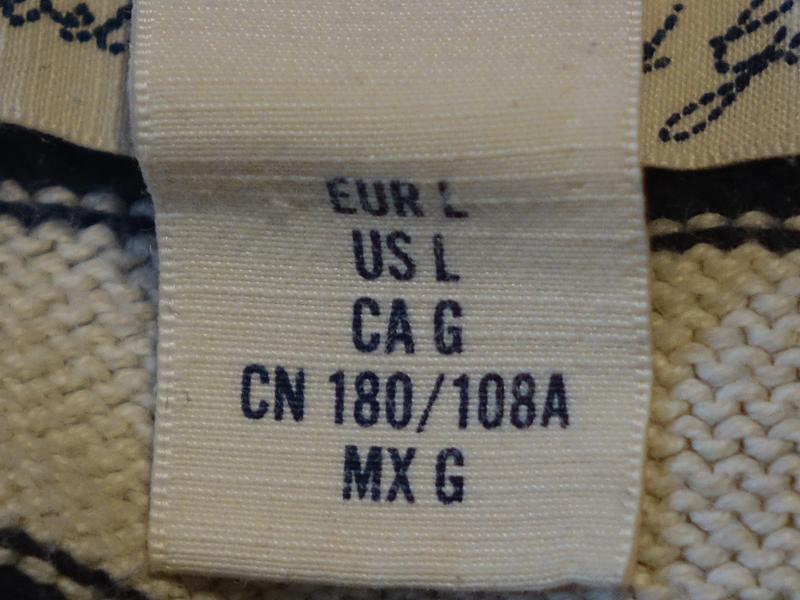 EUR L
US L
CA G
CN 180/108A
MX G